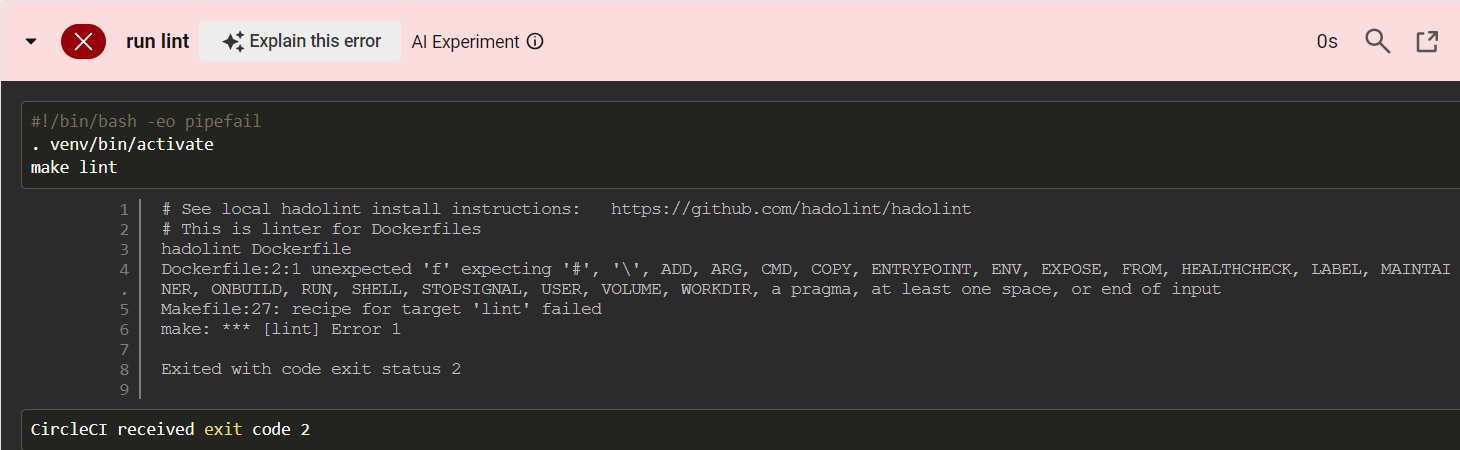 run lint Explain this error AI Experiment 0s
#!/bin/bash -eo pipefail
. venv/bin/activate
make lint
1 # See local hadolint install instructions:   https://github.com/hadolint/hadolint
2 # This is linter for Dockerfiles
3 hadolint Dockerfile
4 Dockerfile:2:1 unexpected 'f' expecting '#', '\', ADD, ARG, CMD, COPY, ENTRYPOINT, ENV, EXPOSE, FROM, HEALTHCHECK, LABEL, MAINTAI
. NER, ONBUILD, RUN, SHELL, STOPSIGNAL, USER, VOLUME, WORKDIR, a pragma, at least one space, or end of input
5 Makefile:27: recipe for target 'lint' failed
6 make: *** [lint] Error 1
7
8 Exited with code exit status 2
9
CircleCI received exit code 2